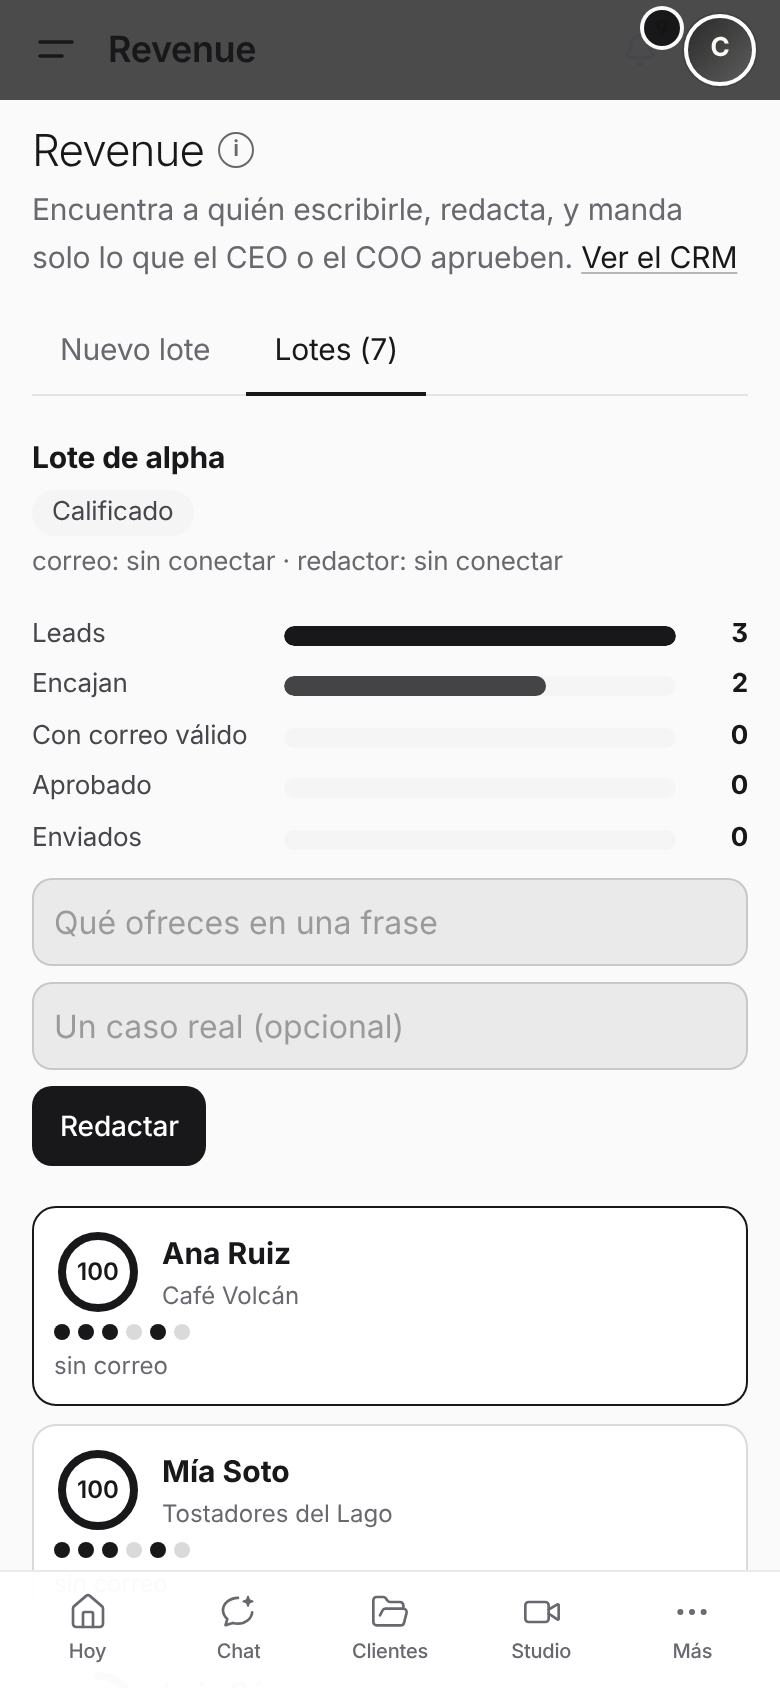 Revenue
C
Revenue i
Encuentra a quién escribirle, redacta, y manda
solo lo que el CEO o el COO aprueben. Ver el CRM
Nuevo lote
Lotes (7)
Lote de alpha
Calificado
correo: sin conectar · redactor: sin conectar
Leads 3
Encajan 2
Con correo válido 0
Aprobado 0
Enviados 0
Qué ofreces en una frase
Un caso real (opcional)
Redactar
100
Ana Ruiz
Café Volcán
sin correo
100
Mía Soto
Tostadores del Lago
sin correo
Hoy
Chat
Clientes
Studio
Más